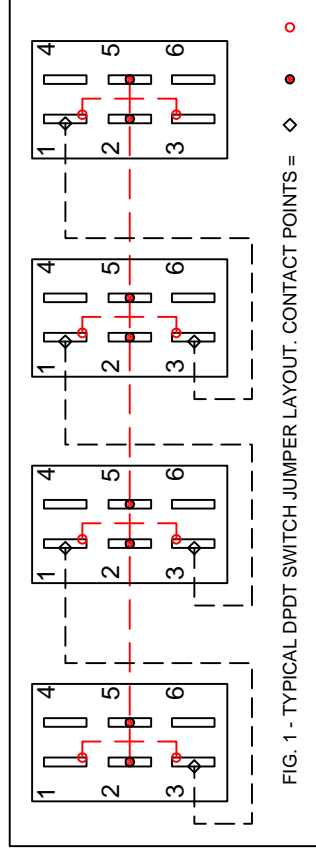 1 4 1 4 1 4 1 4
2 5 2 5 2 5 2 5
3 6 3 6 3 6 3 6
FIG. 1 - TYPICAL DPDT SWITCH JUMPER LAYOUT. CONTACT POINTS =